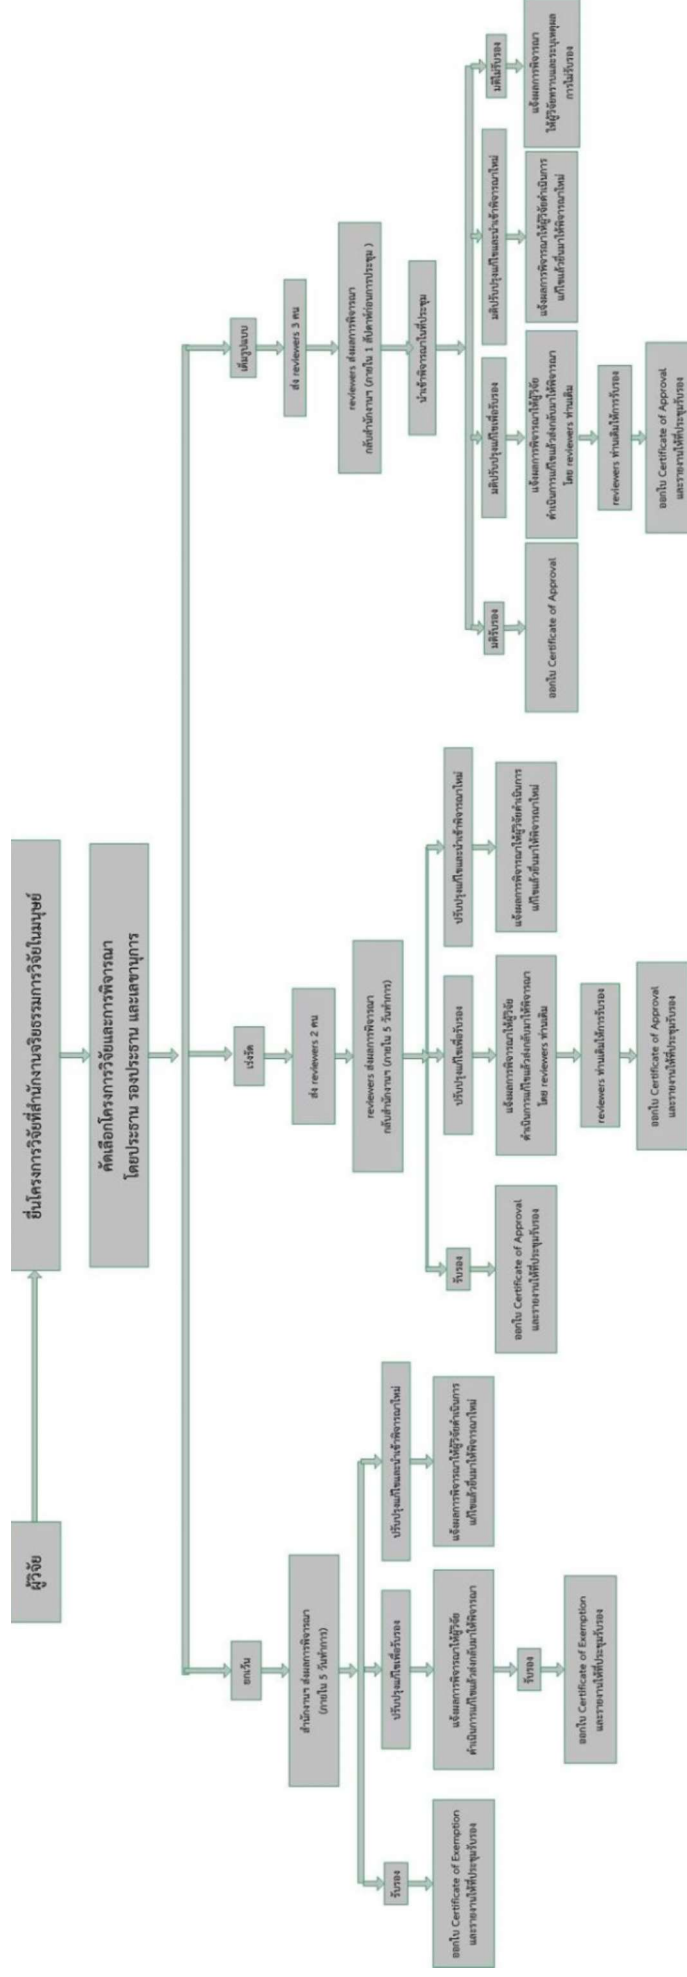 ผู้วิจัย
ยื่นโครงการวิจัยที่สำนักงานจริยธรรมการวิจัยในมนุษย์
คัดเลือกโครงการวิจัยและการพิจารณา
โดยประธาน รองประธาน และเลขานุการ
ยกเว้น
สำนักงานฯ ส่งผลการพิจารณา
(ภายใน 5 วันทำการ)
รับรอง
ออกใบ Certificate of Exemption
และรายงานให้ที่ประชุมรับรอง
ปรับปรุงแก้ไขเพื่อรับรอง
แจ้งผลการพิจารณาให้ผู้วิจัย
ดำเนินการแก้ไขแล้วส่งกลับมาให้พิจารณา
รับรอง
ออกใบ Certificate of Exemption
และรายงานให้ที่ประชุมรับรอง
ปรับปรุงแก้ไขและนำเข้าพิจารณาใหม่
แจ้งผลการพิจารณาให้ผู้วิจัยดำเนินการ
แก้ไขแล้วยื่นมาให้พิจารณาใหม่
เร่งรัด
ส่ง reviewers 2 คน
reviewers ส่งผลการพิจารณา
กลับสำนักงานฯ (ภายใน 5 วันทำการ)
รับรอง
ออกใบ Certificate of Approval
และรายงานให้ที่ประชุมรับรอง
ปรับปรุงแก้ไขเพื่อรับรอง
แจ้งผลการพิจารณาให้ผู้วิจัย
ดำเนินการแก้ไขแล้วส่งกลับมาให้พิจารณา
โดย reviewers ท่านเดิม
reviewers ท่านเดิมให้การรับรอง
ออกใบ Certificate of Approval
และรายงานให้ที่ประชุมรับรอง
ปรับปรุงแก้ไขและนำเข้าพิจารณาใหม่
แจ้งผลการพิจารณาให้ผู้วิจัยดำเนินการ
แก้ไขแล้วยื่นมาให้พิจารณาใหม่
เต็มรูปแบบ
ส่ง reviewers 3 คน
reviewers ส่งผลการพิจารณา
กลับสำนักงานฯ (ภายใน 1 สัปดาห์ก่อนการประชุม )
นำเข้าพิจารณาในที่ประชุม
มติรับรอง
ออกใบ Certificate of Approval
มติปรับปรุงแก้ไขเพื่อรับรอง
แจ้งผลการพิจารณาให้ผู้วิจัย
ดำเนินการแก้ไขแล้วส่งกลับมาให้พิจารณา
โดย reviewers ท่านเดิม
reviewers ท่านเดิมให้การรับรอง
ออกใบ Certificate of Approval
และรายงานให้ที่ประชุมรับรอง
มติปรับปรุงแก้ไขและนำเข้าพิจารณาใหม่
แจ้งผลการพิจารณาให้ผู้วิจัยดำเนินการ
แก้ไขแล้วยื่นมาให้พิจารณาใหม่
มติไม่รับรอง
แจ้งผลการพิจารณา
ให้ผู้วิจัยทราบและระบุเหตุผล
การไม่รับรอง